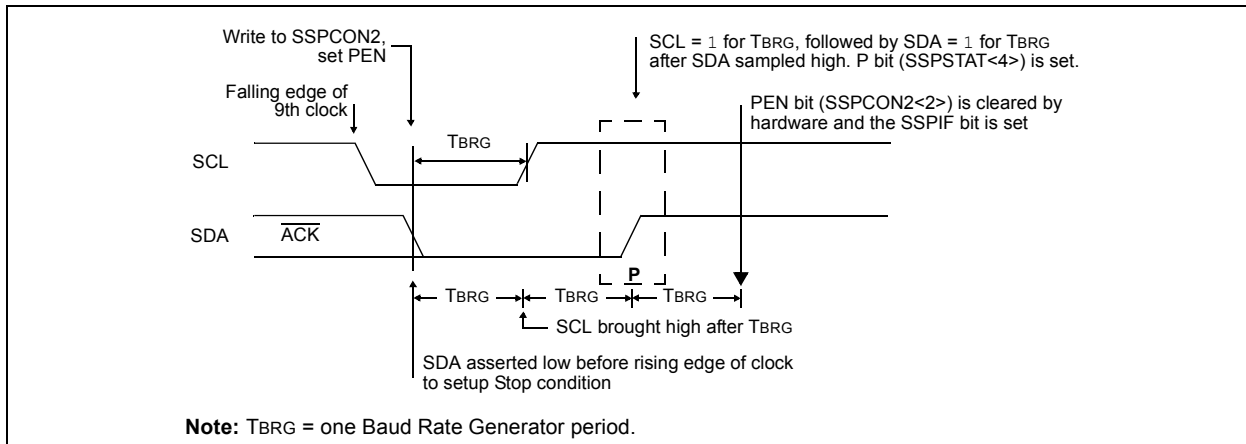 Write to SSPCON2,
set PEN
SCL = 1 for TBRG, followed by SDA = 1 for TBRG
after SDA sampled high. P bit (SSPSTAT<4>) is set.
Falling edge of
9th clock
PEN bit (SSPCON2<2>) is cleared by
hardware and the SSPIF bit is set
TBRG
SCL
SDA
ACK
P
TBRG
TBRG
TBRG
SCL brought high after TBRG
SDA asserted low before rising edge of clock
to setup Stop condition
Note: TBRG = one Baud Rate Generator period.